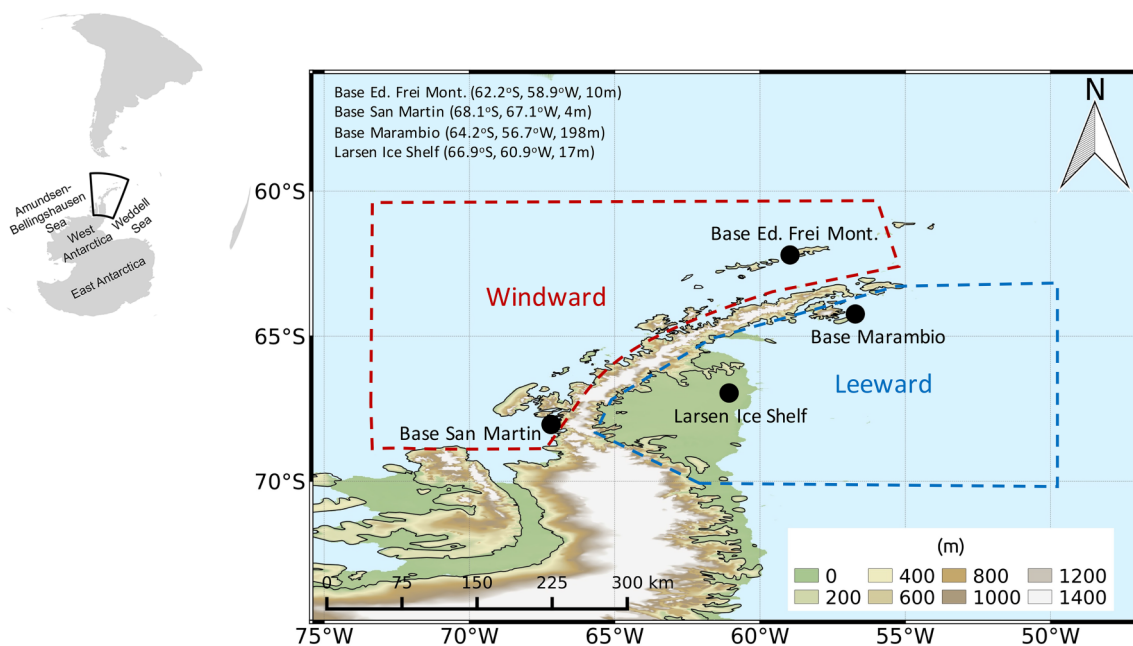 Amundsen-
Bellingshausen
Sea
Weddell
Sea
West
Antarctica
East Antarctica
Base Ed. Frei Mont. (62.2°S, 58.9°W, 10m)
Base San Martin (68.1°S, 67.1°W, 4m)
Base Marambio (64.2°S, 56.7°W, 198m)
Larsen Ice Shelf (66.9°S, 60.9°W, 17m)
N
60°S
65°S
70°S
Base Ed. Frei Mont.
Windward
Base Marambio
Leeward
Larsen Ice Shelf
Base San Martin
(m)
0 400 800 1200
200 600 1000 1400
0 75 150 225 300 km
75°W 70°W 65°W 60°W 55°W 50°W